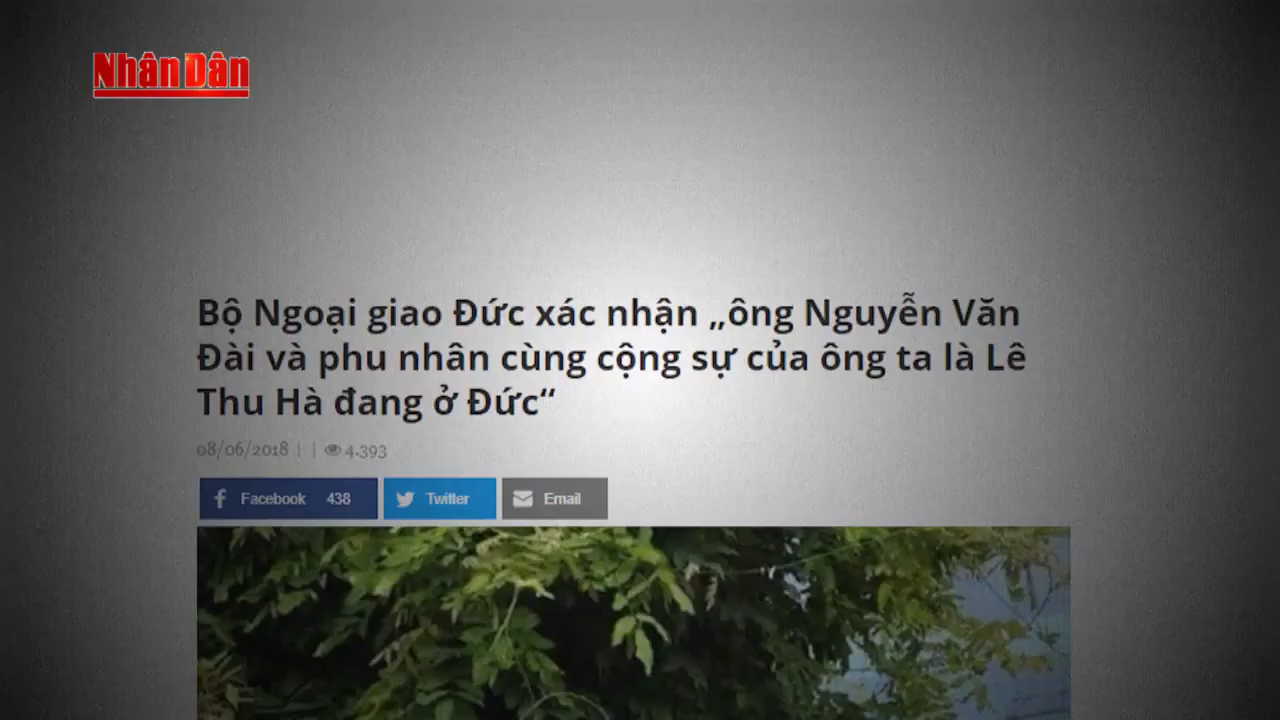 Nhân Dân
Bộ Ngoại giao Đức xác nhận „ông Nguyễn Văn
Đài và phu nhân cùng cộng sự của ông ta là Lê
Thu Hà đang ở Đức“
08/06/2018 | | 4.393
Facebook 438 Twitter Email